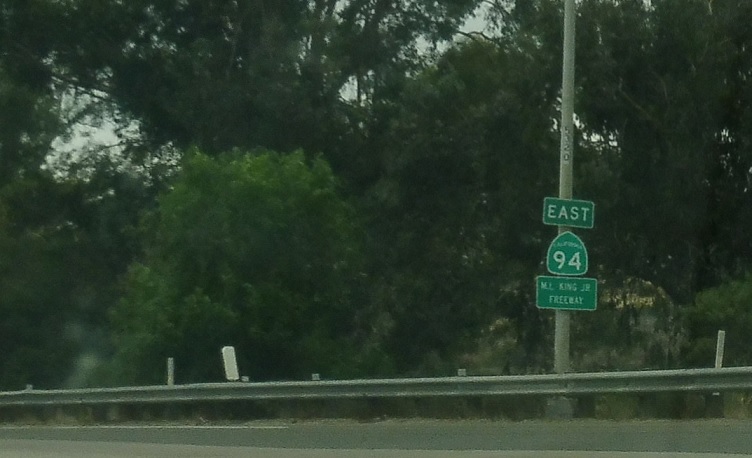 EAST
CALIFORNIA
94
M.L. KING JR
FREEWAY